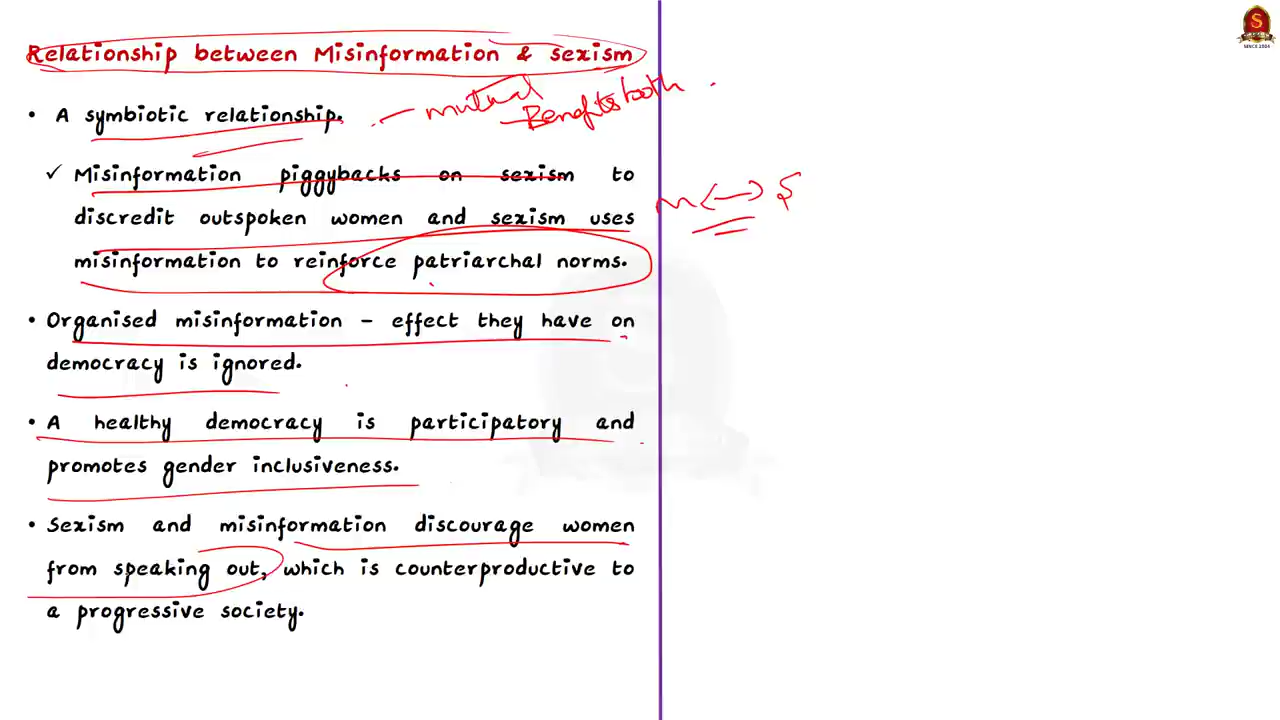 Relationship between Misinformation & sexism
• A symbiotic relationship.
mutual
Benefits both
✓ Misinformation piggybacks on sexism to
discredit outspoken women and sexism uses
misinformation to reinforce patriarchal norms.
m ↔ S
• Organised misinformation – effect they have on
democracy is ignored.
• A healthy democracy is participatory and
promotes gender inclusiveness.
• Sexism and misinformation discourage women
from speaking out, which is counterproductive to
a progressive society.
S
SINCE 2004